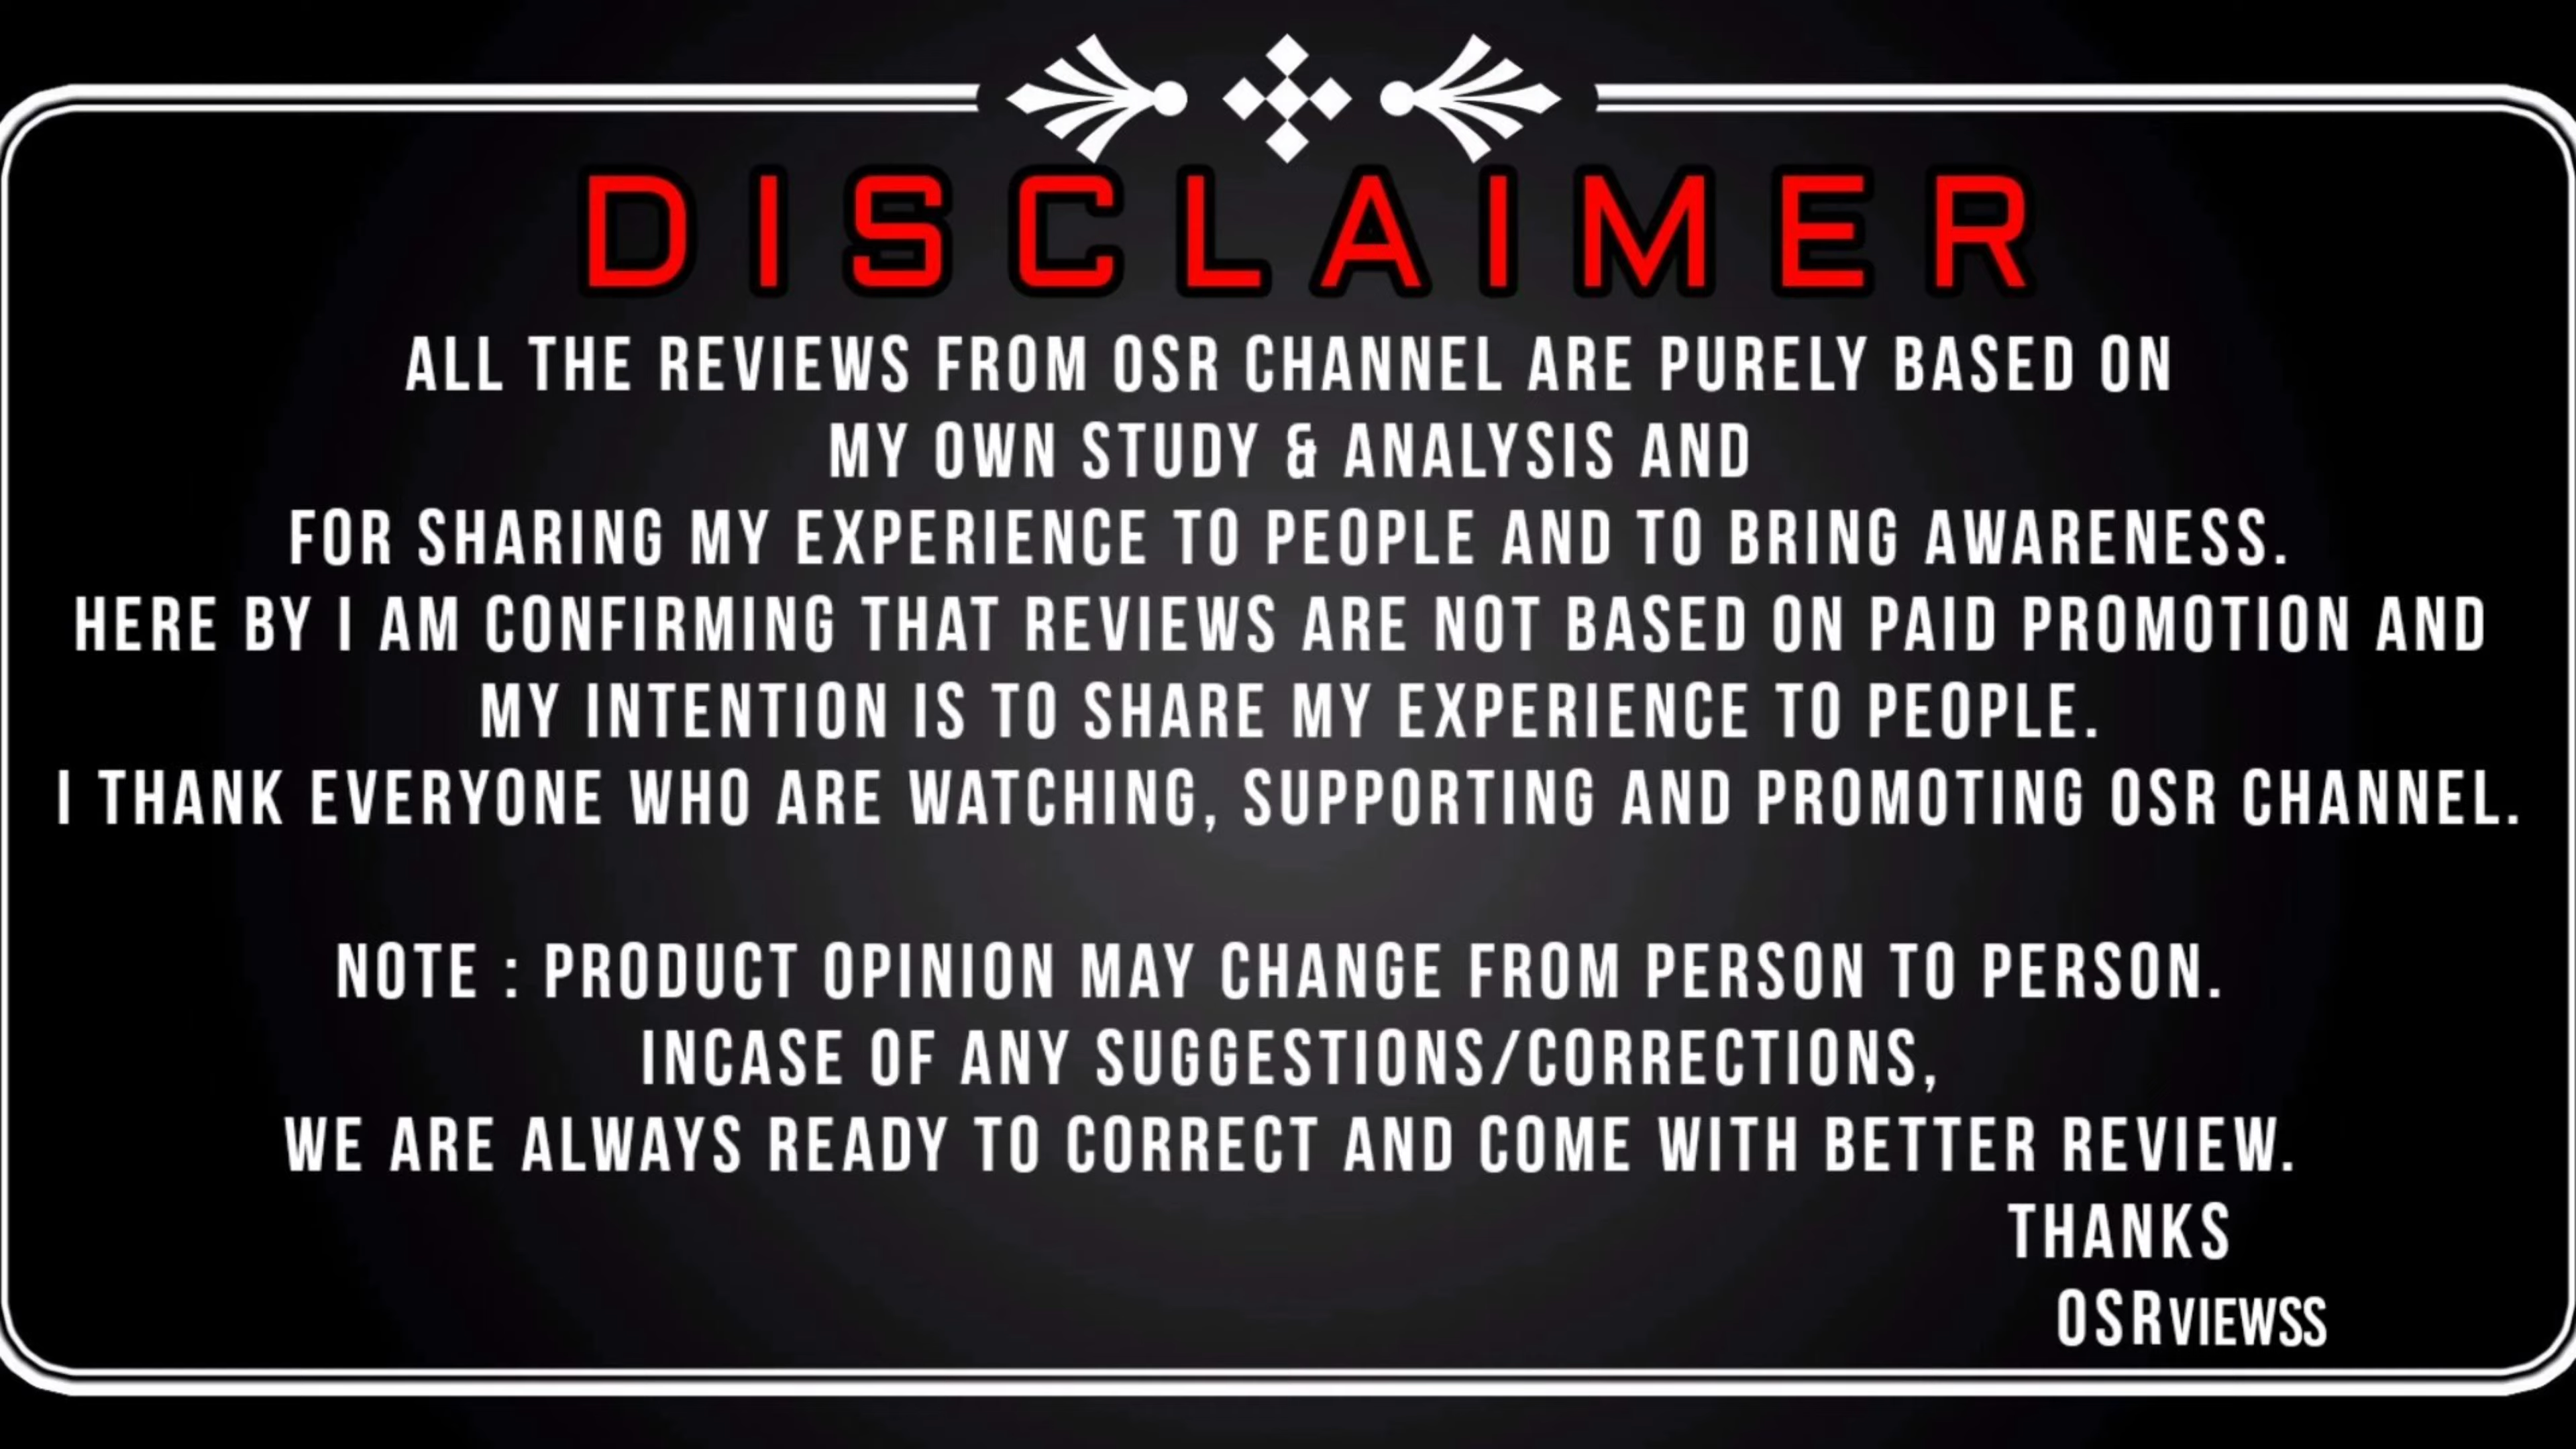 DISCLAIMER
ALL THE REVIEWS FROM OSR CHANNEL ARE PURELY BASED ON
MY OWN STUDY & ANALYSIS AND
FOR SHARING MY EXPERIENCE TO PEOPLE AND TO BRING AWARENESS.
HERE BY I AM CONFIRMING THAT REVIEWS ARE NOT BASED ON PAID PROMOTION AND
MY INTENTION IS TO SHARE MY EXPERIENCE TO PEOPLE.
I THANK EVERYONE WHO ARE WATCHING, SUPPORTING AND PROMOTING OSR CHANNEL.
NOTE : PRODUCT OPINION MAY CHANGE FROM PERSON TO PERSON.
INCASE OF ANY SUGGESTIONS/CORRECTIONS,
WE ARE ALWAYS READY TO CORRECT AND COME WITH BETTER REVIEW.
THANKS
OSRVIEWSS